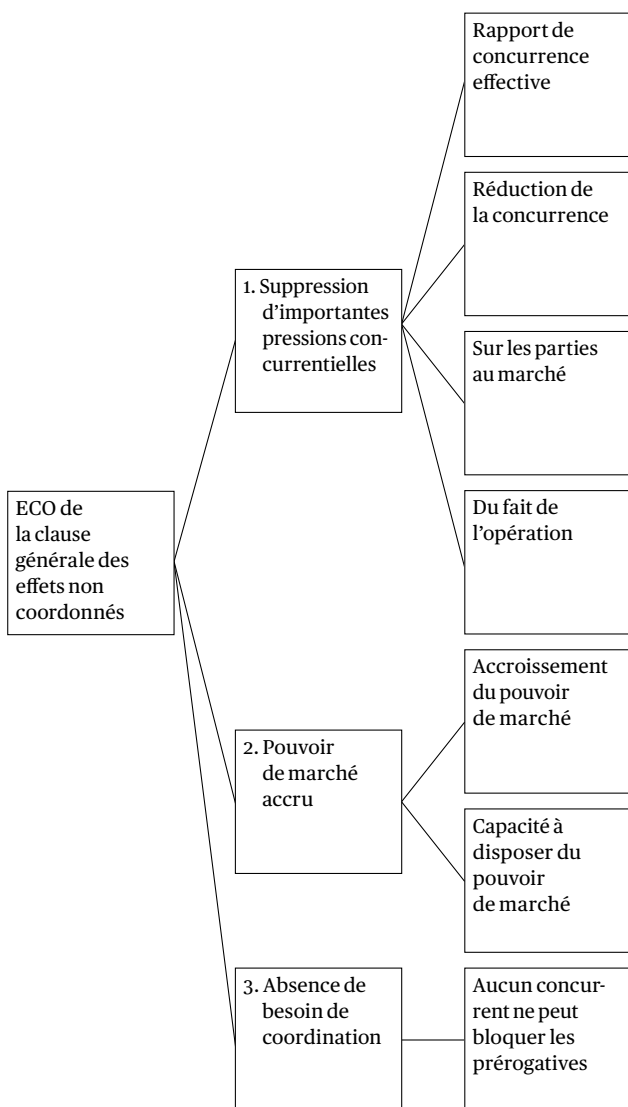 Rapport de
concurrence
effective
Réduction de
la concurrence
1. Suppression
d’importantes
pressions con-
currentielles
Sur les parties
au marché
Du fait de
l’opération
ECO de
la clause
générale des
effets non
coordonnés
Accroissement
du pouvoir
de marché
2. Pouvoir
de marché
accru
Capacité à
disposer du
pouvoir
de marché
3. Absence de
besoin de
coordination
Aucun concur-
rent ne peut
bloquer les
prérogatives